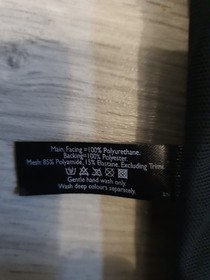 Main: Facing =100% Polyurethane.
Backing=100% Polyester.
Mesh: 85% Polyamide, 15% Elastane. Excluding Trims.
Gentle hand wash only.
Wash deep colours separately.